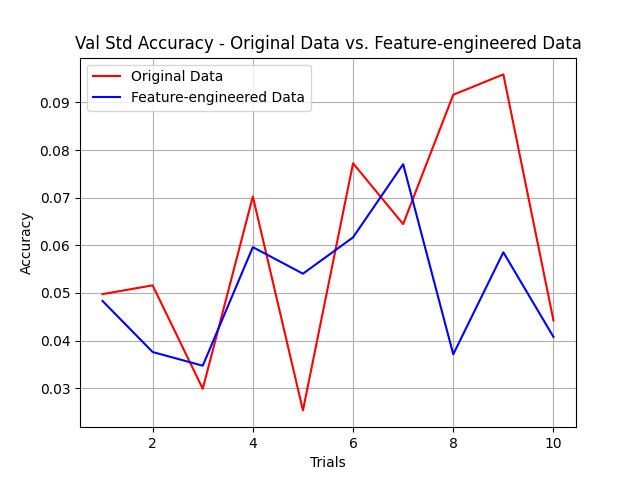 Val Std Accuracy - Original Data vs. Feature-engineered Data
Original Data
Feature-engineered Data
0.09
0.08
0.07
0.06
0.05
0.04
0.03
Accuracy
2 4 6 8 10
Trials